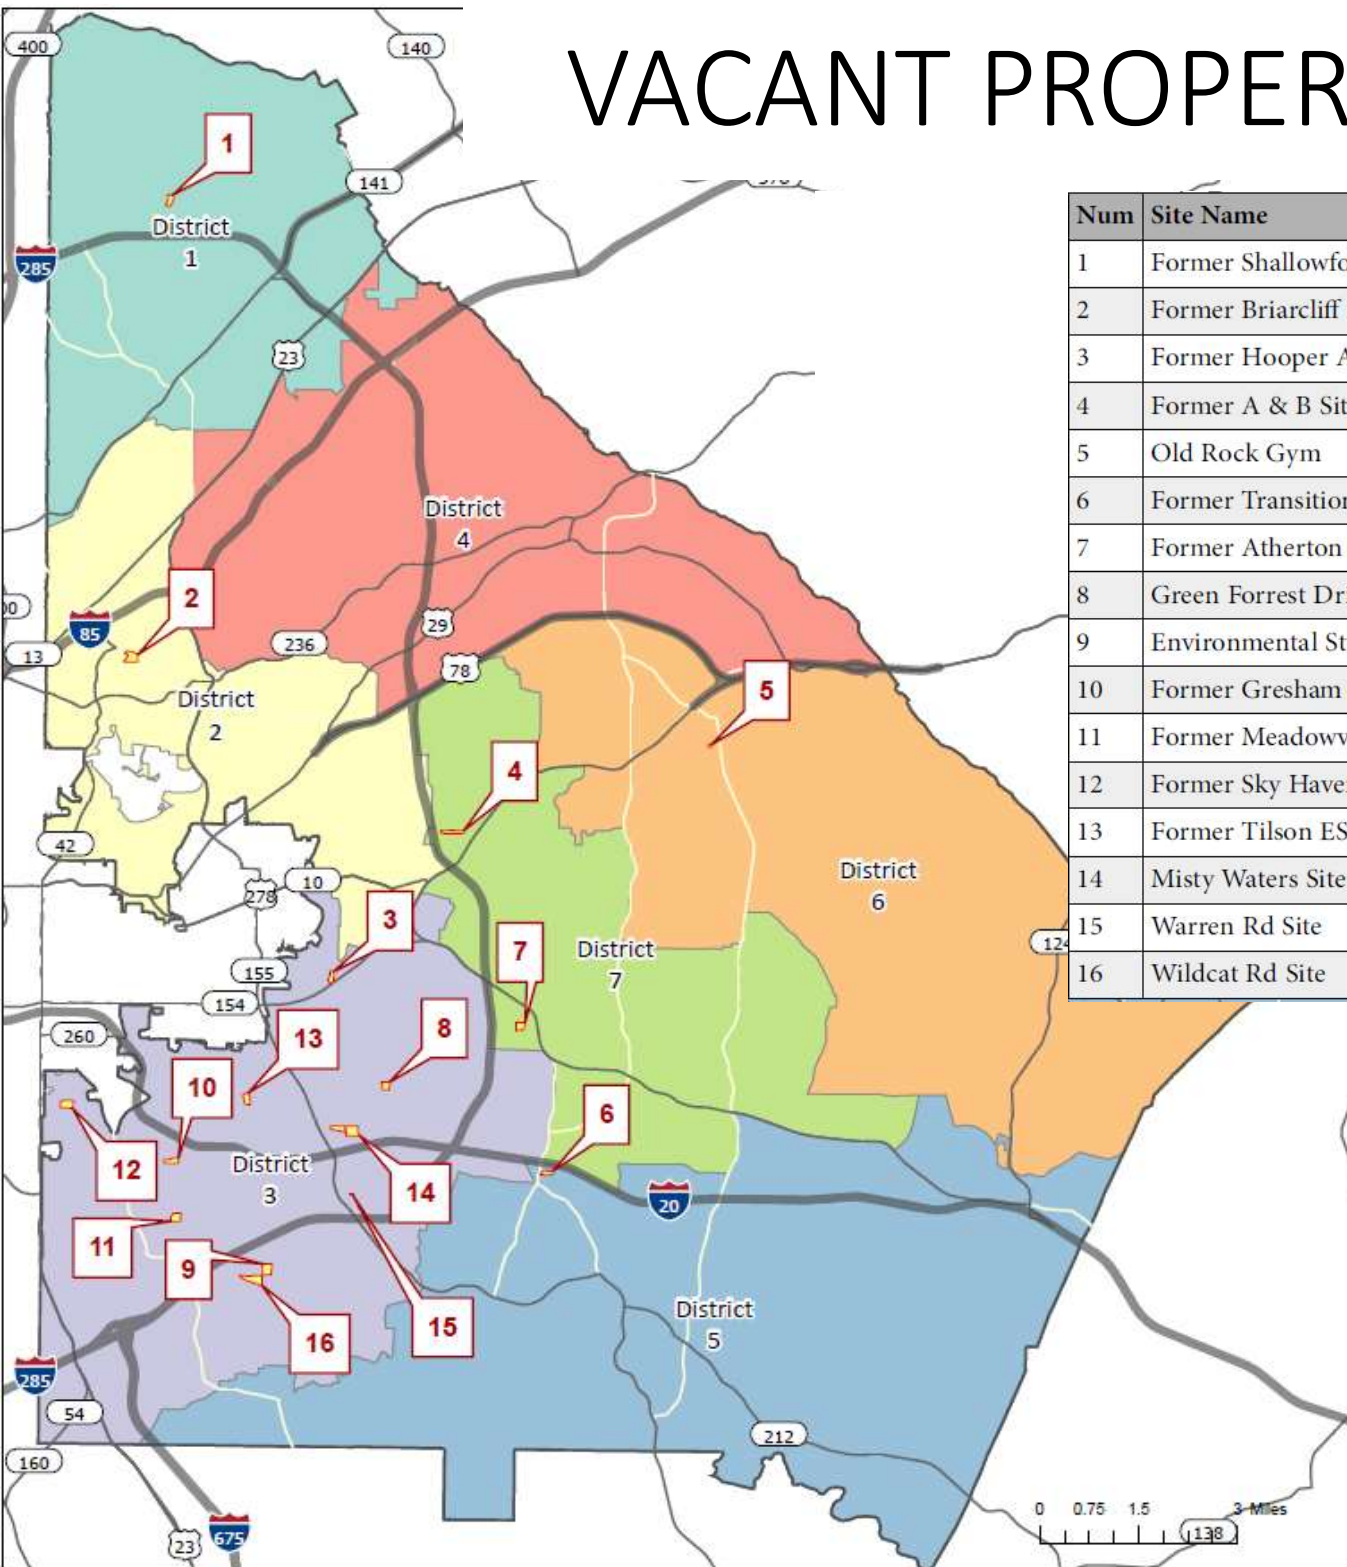 VACANT PROPER
400
140
1
141
District
1
285
23
Num Site Name
1 Former Shallowfo
2 Former Briarcliff
3 Former Hooper A
4 Former A & B Sit
5 Old Rock Gym
6 Former Transition
7 Former Atherton
8 Green Forrest Dr
9 Environmental St
10 Former Gresham
11 Former Meadowv
12 Former Sky Have
13 Former Tilson ES
14 Misty Waters Site
15 Warren Rd Site
16 Wildcat Rd Site
District
4
2
85
13
236
29
78
District
2
5
4
42
278
10
District
6
3
7
District
7
124
155
154
260
13
8
10
6
12
District
3
14
20
11
9
16
15
District
5
285
54
160
212
23
675
0 0.75 1.5 3 Miles
138